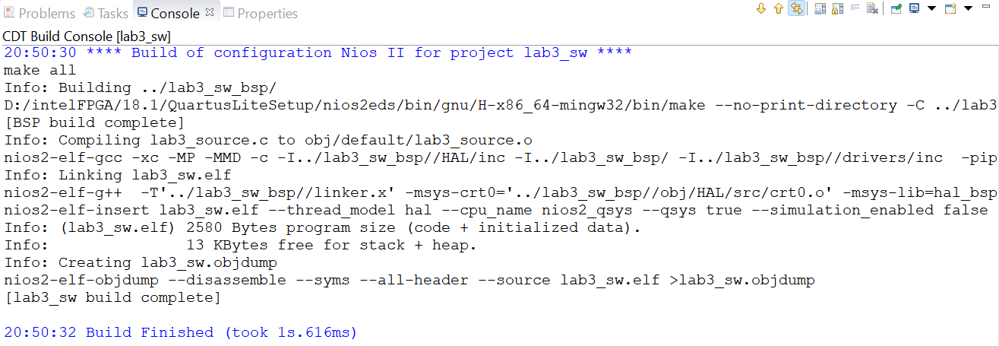 Problems Tasks Console Properties
CDT Build Console [lab3_sw]
20:50:30 **** Build of configuration Nios II for project lab3_sw ****
make all
Info: Building ../lab3_sw_bsp/
D:/intelFPGA/18.1/QuartusLiteSetup/nios2eds/bin/gnu/H-x86_64-mingw32/bin/make --no-print-directory -C ../lab3
[BSP build complete]
Info: Compiling lab3_source.c to obj/default/lab3_source.o
nios2-elf-gcc -xc -MP -MMD -c -I../lab3_sw_bsp//HAL/inc -I../lab3_sw_bsp/ -I../lab3_sw_bsp//drivers/inc  -pip
Info: Linking lab3_sw.elf
nios2-elf-g++  -T'../lab3_sw_bsp//linker.x' -msys-crt0='../lab3_sw_bsp//obj/HAL/src/crt0.o' -msys-lib=hal_bsp
nios2-elf-insert lab3_sw.elf --thread_model hal --cpu_name nios2_qsys --qsys true --simulation_enabled false
Info: (lab3_sw.elf) 2580 Bytes program size (code + initialized data).
Info:               13 KBytes free for stack + heap.
Info: Creating lab3_sw.objdump
nios2-elf-objdump --disassemble --syms --all-header --source lab3_sw.elf >lab3_sw.objdump
[lab3_sw build complete]
20:50:32 Build Finished (took 1s.616ms)